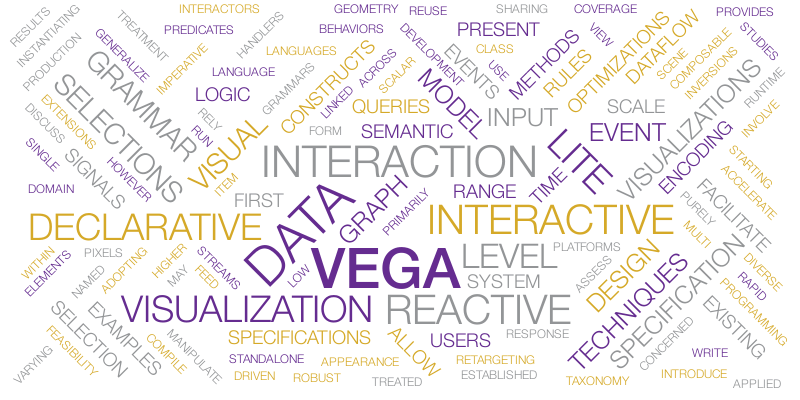 RESULTS
INSTANTIATING
PRODUCTION
GENERALIZE
TREATMENT
INTERACTORS
PREDICATES
IMPERATIVE
HANDLERS
GEOMETRY
REUSE
BEHAVIORS
SHARING
PRESENT
CLASS
COVERAGE
VIEW
PROVIDES
STUDIES
GRAMMAR
SELECTIONS
LANGUAGE
LANGUAGES
LOGIC
GRAMMARS
CONSTRUCTS
LINKED
ACROSS
SCALAR
DEVELOPMENT
EVENTS
USE
METHODS
RULES
OPTIMIZATIONS
DATAFLOW
SCENE
COMPOSABLE
INVERSIONS
RUNTIME
INVOLVE
EXTENSIONS
DISCUSS
RELY
RUN
VISUAL
FORM
QUERIES
MODEL
SEMANTIC
INPUT
SCALE
EVENT
VISUALIZATIONS
ENCODING
SINGLE
SIGNALS
HOWEVER
DOMAIN
ITEM
INTERACTION
LITE
STARTING
ACCELERATE
FIRST
DATA
GRAPH
PRIMARILY
RANGE
TIME
PURELY
FACILITATE
DECLARATIVE
INTERACTIVE
MULTI
WITHIN
ELEMENTS
PIXELS
NAMED
ADOPTING
HIGHER
MAY
FEED
STREAMS
LOW
VEGA
LEVEL
SYSTEM
PLATFORMS
ASSESS
DESIGN
DIVERSE
RAPID
PROGRAMMING
VISUALIZATION
REACTIVE
TECHNIQUES
SPECIFICATION
CONCERNED
EXISTING
SELECTION
EXAMPLES
FEASIBILITY
VARYING
COMPILE
MANIPULATE
SPECIFICATIONS
ALLOW
USERS
RESPONSE
STANDALONE
APPEARANCE
RETARGETING
WRITE
DRIVEN
ROBUST
TREATED
ESTABLISHED
TAXONOMY
INTRODUCE
APPLIED